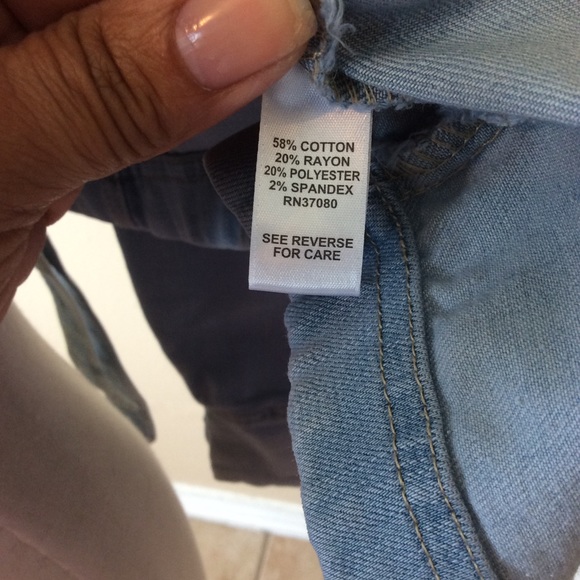 58% COTTON
20% RAYON
20% POLYESTER
2% SPANDEX
RN37080
SEE REVERSE
FOR CARE